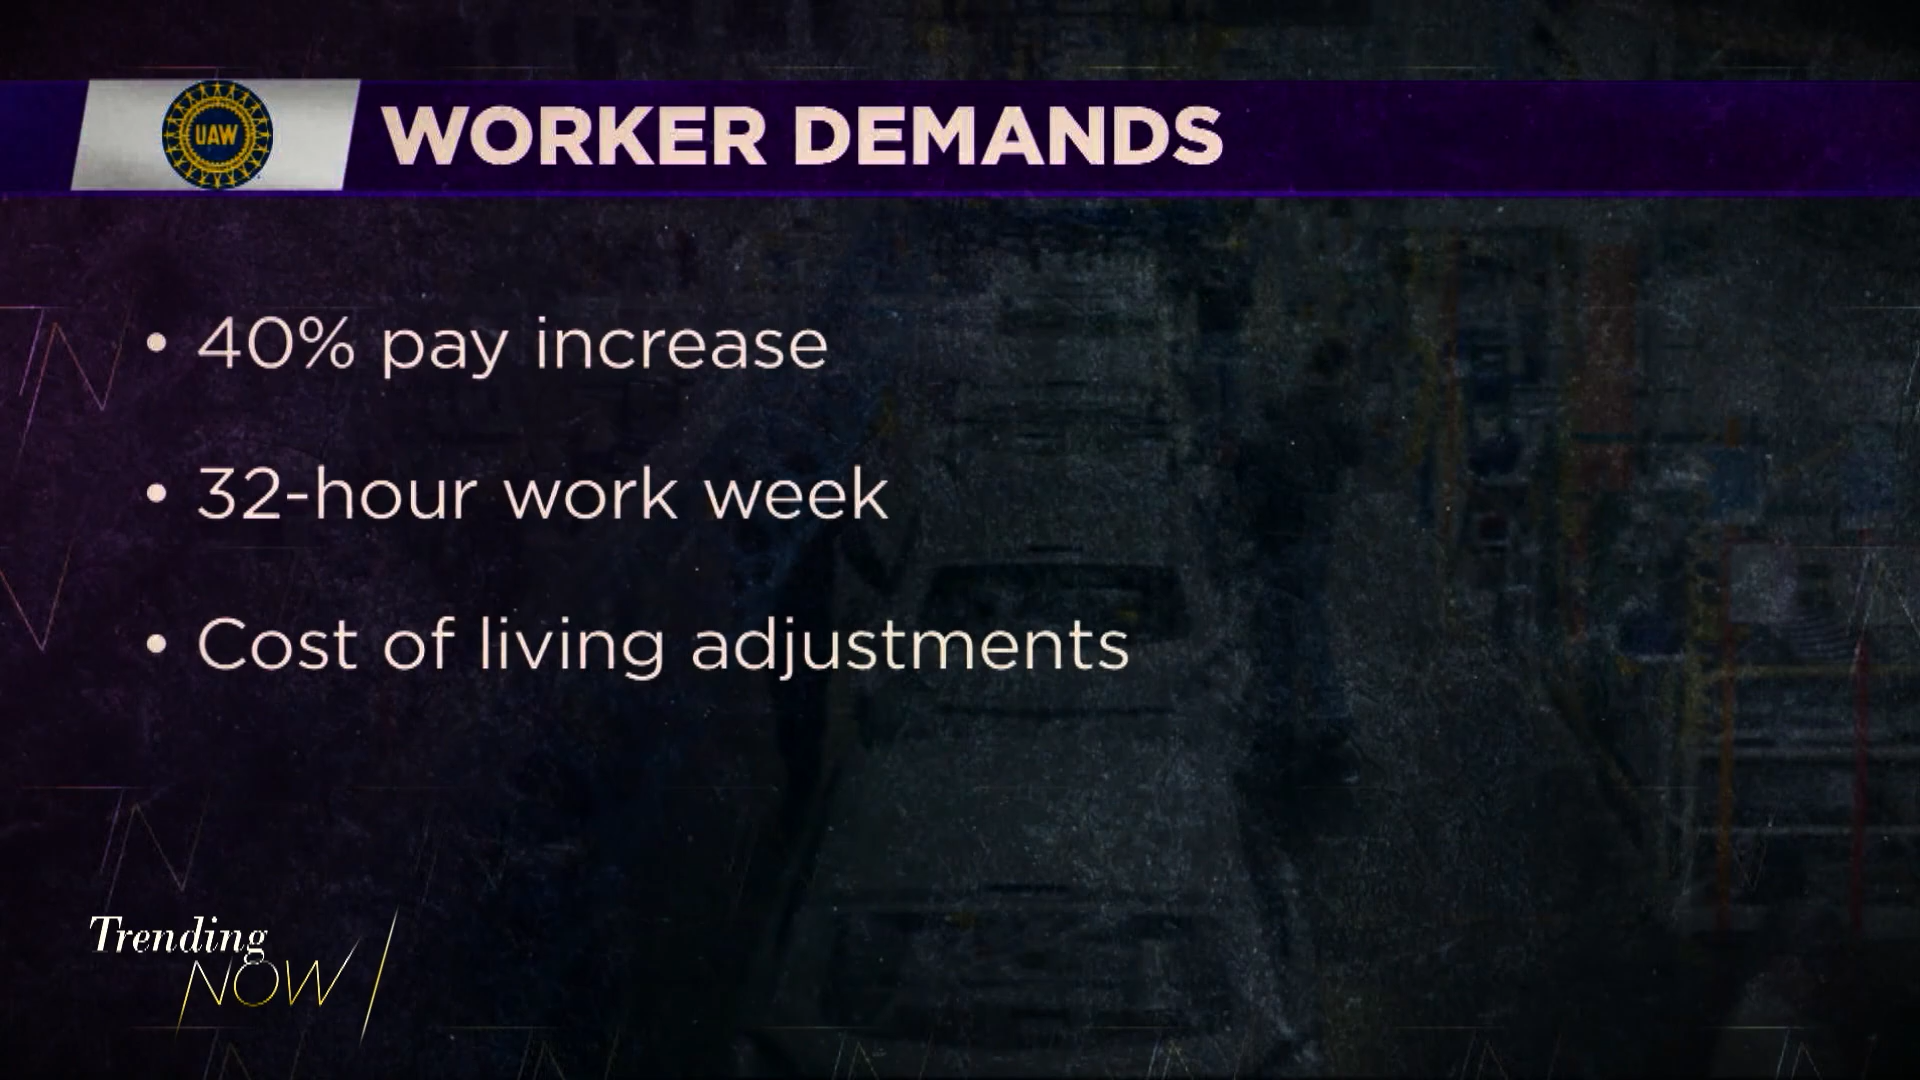 UAW
WORKER DEMANDS
• 40% pay increase
• 32-hour work week
• Cost of living adjustments
Trending
NOW